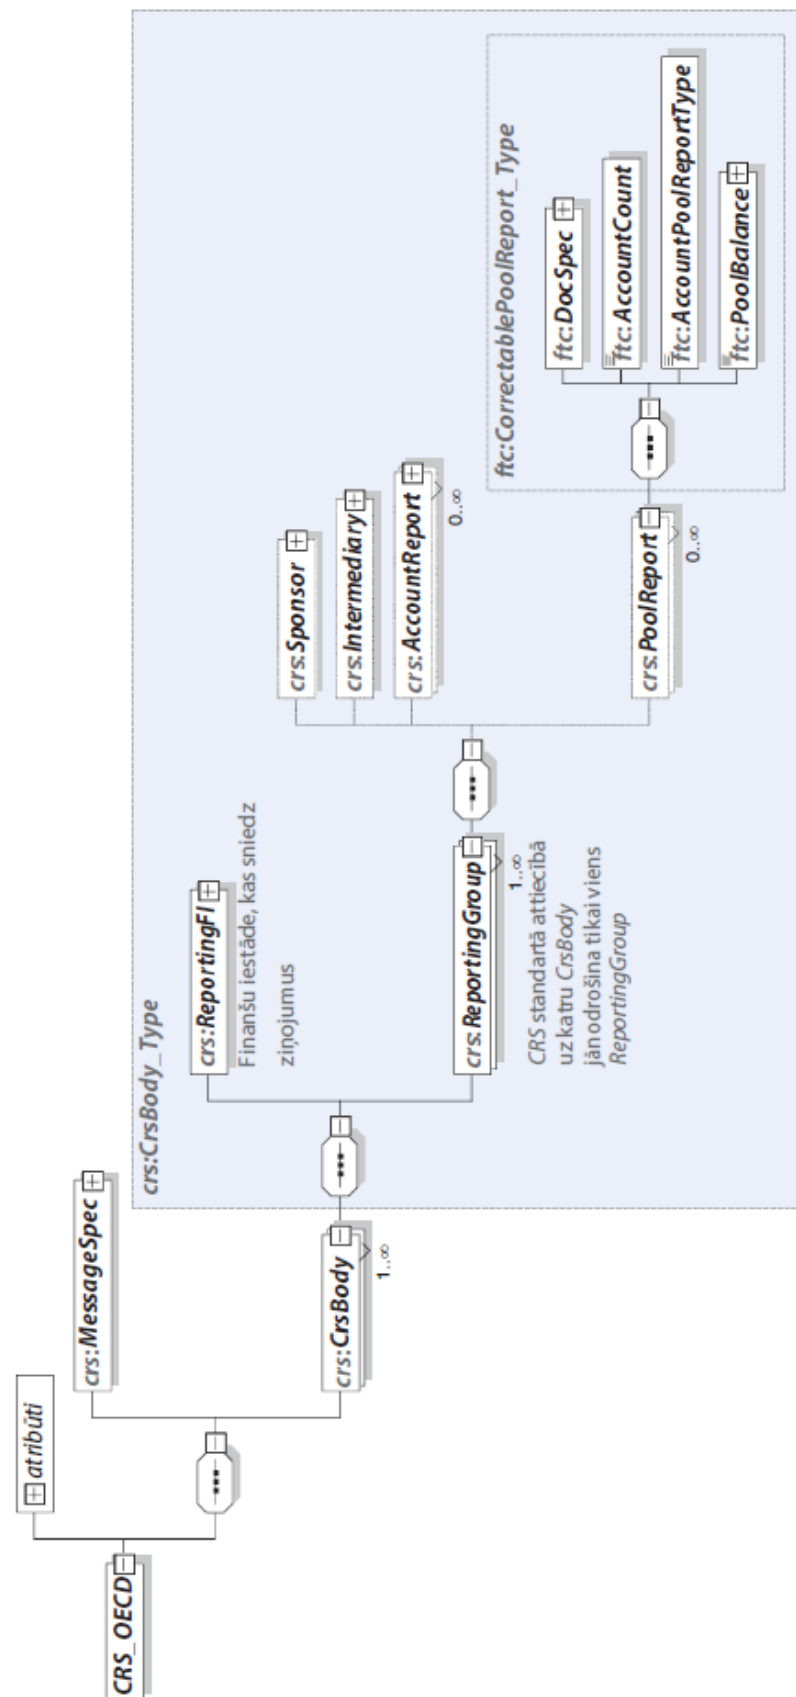 CRS_OECD
atribūti
crs:MessageSpec
crs:CrsBody
1..∞
crs:CrsBody_Type
crs:ReportingFI
Finanšu iestāde, kas sniedz
ziņojumus
crs:ReportingGroup
1..∞
CRS standartā attiecībā
uz katru CrsBody
jānodrošina tikai viens
ReportingGroup
crs:Sponsor
crs:Intermediary
crs:AccountReport
0..∞
crs:PoolReport
0..∞
ftc:CorrectablePoolReport_Type
ftc:DocSpec
ftc:AccountCount
ftc:AccountPoolReportType
ftc:PoolBalance